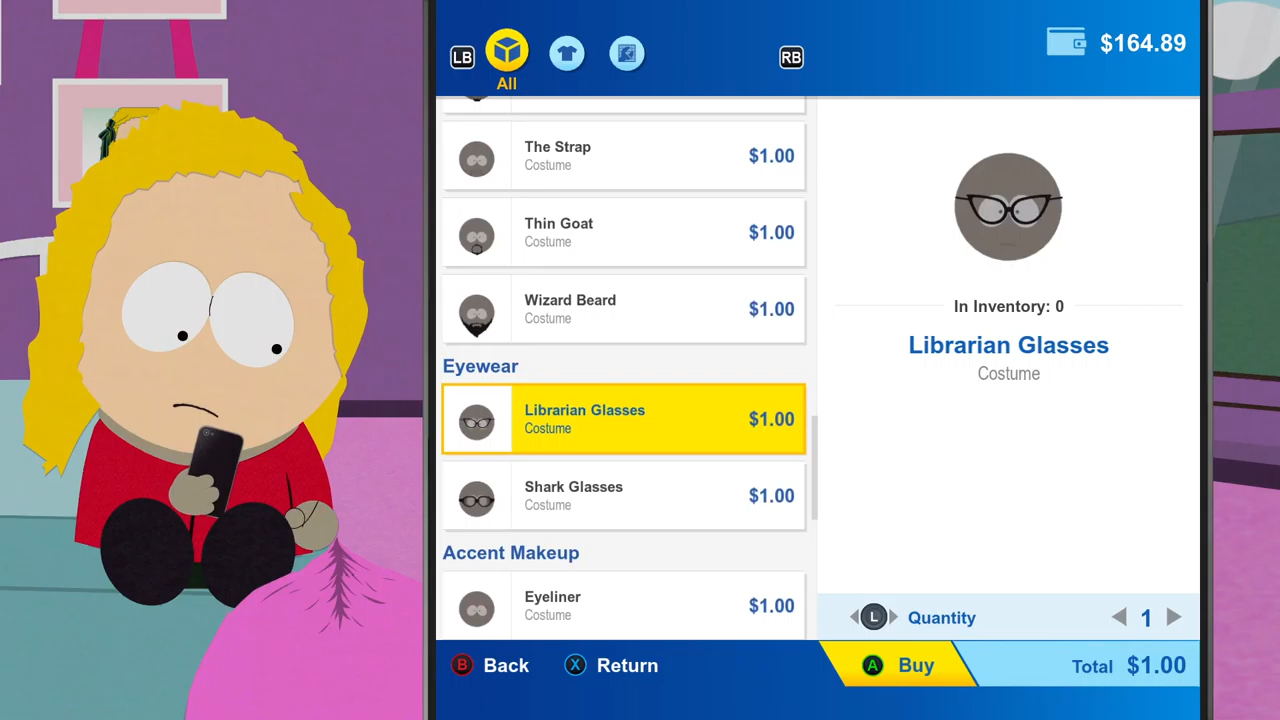 LB
RB
All
$164.89
The Strap
Costume
$1.00
Thin Goat
Costume
$1.00
Wizard Beard
Costume
$1.00
Eyewear
Librarian Glasses
Costume
$1.00
Shark Glasses
Costume
$1.00
Accent Makeup
Eyeliner
Costume
$1.00
In Inventory: 0
Librarian Glasses
Costume
L Quantity 1
B Back
X Return
A Buy
Total $1.00